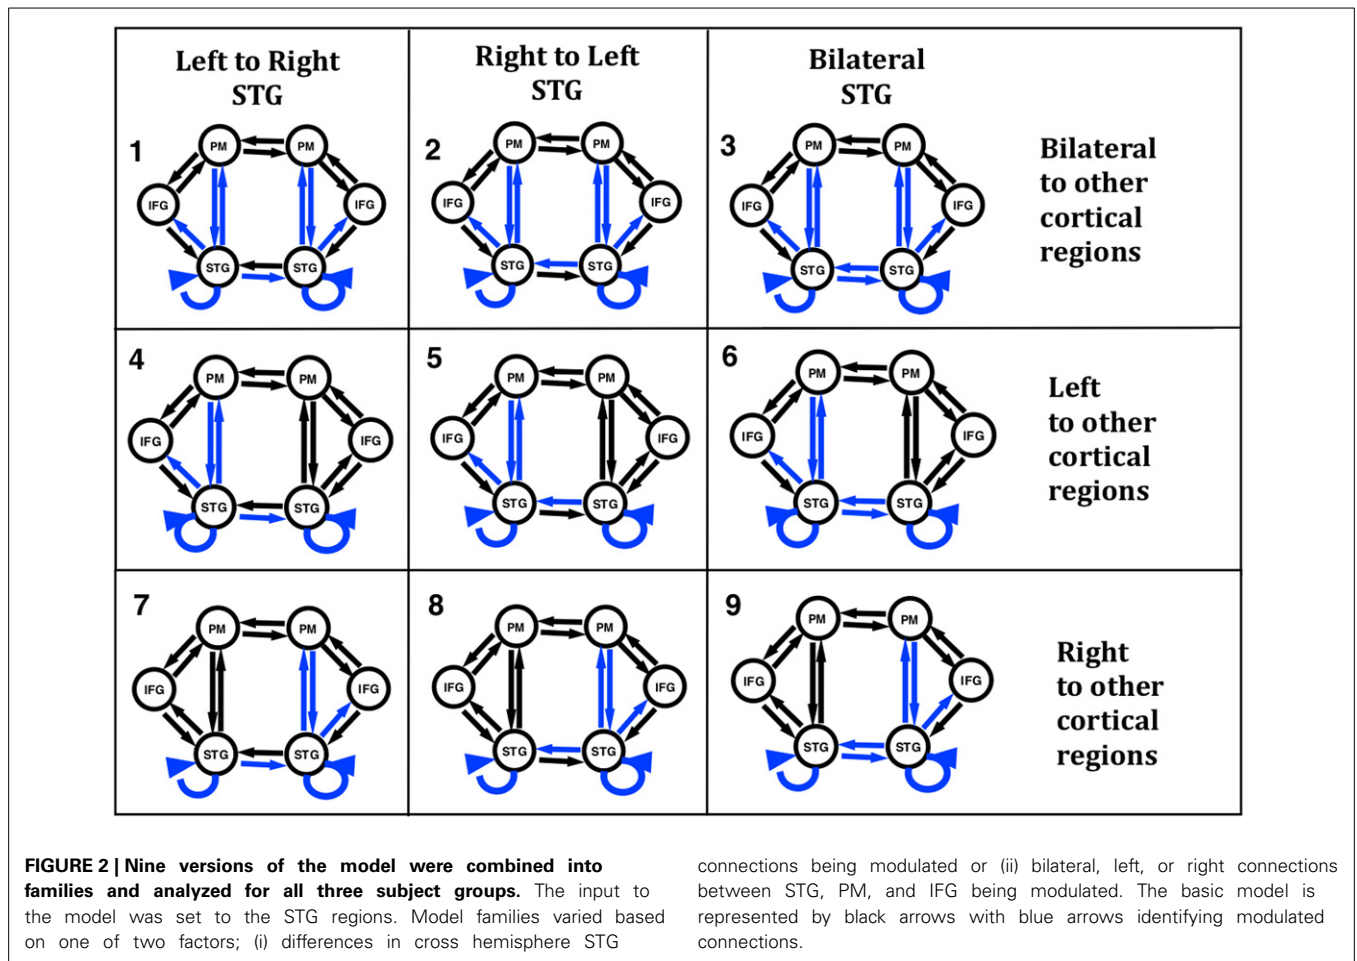 Left to Right
STG
Right to Left
STG
Bilateral
STG
1
PM
PM
IFG
IFG
STG
STG
2
PM
PM
IFG
IFG
STG
STG
3
PM
PM
IFG
IFG
STG
STG
Bilateral
to other
cortical
regions
4
PM
PM
IFG
IFG
STG
STG
5
PM
PM
IFG
IFG
STG
STG
6
PM
PM
IFG
IFG
STG
STG
Left
to other
cortical
regions
7
PM
PM
IFG
IFG
STG
STG
8
PM
PM
IFG
IFG
STG
STG
9
PM
PM
IFG
IFG
STG
STG
Right
to other
cortical
regions
FIGURE 2 | Nine versions of the model were combined into
families and analyzed for all three subject groups. The input to
the model was set to the STG regions. Model families varied based
on one of two factors; (i) differences in cross hemisphere STG
connections being modulated or (ii) bilateral, left, or right connections
between STG, PM, and IFG being modulated. The basic model is
represented by black arrows with blue arrows identifying modulated
connections.